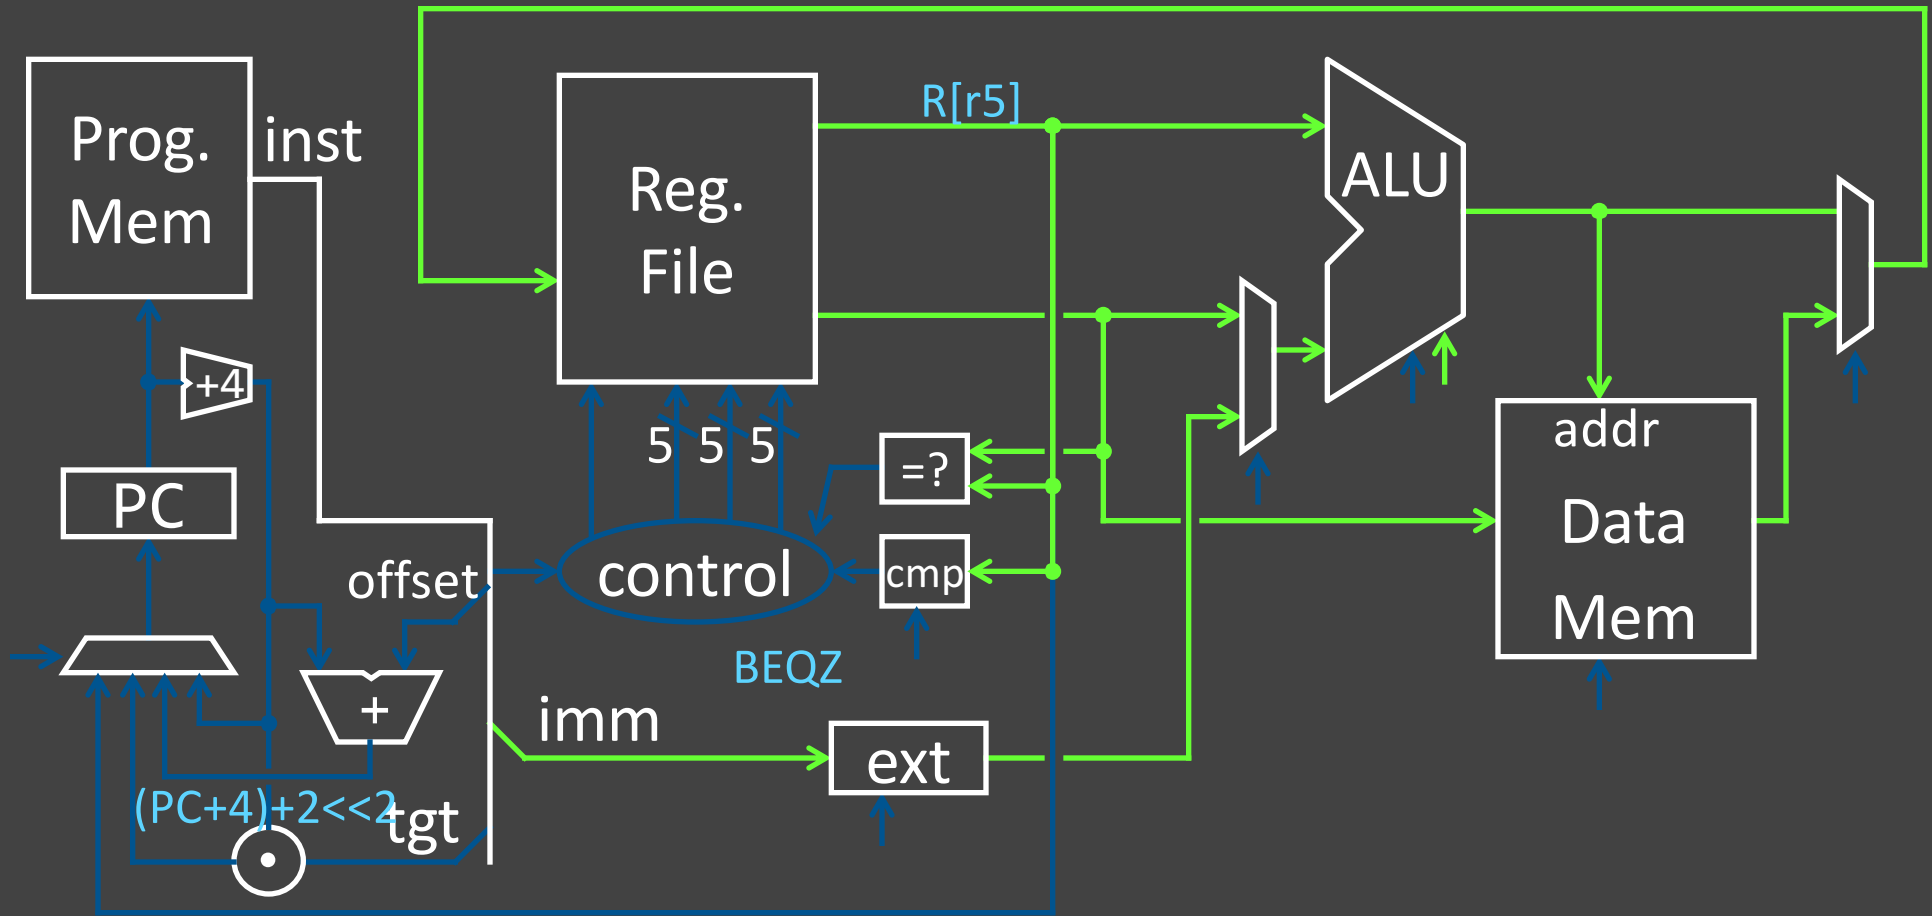 R[r5]
Prog.
Mem
inst
ALU
Reg.
File
+4
5 5 5
addr
=?
PC
Data
Mem
offset
control
cmp
BEQZ
+
imm
ext
(PC+4)+2<<2
tgt